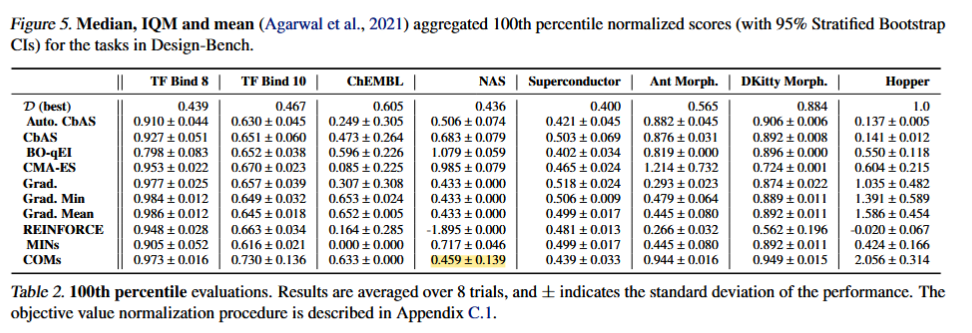 Figure 5. Median, IQM and mean (Agarwal et al., 2021) aggregated 100th percentile normalized scores (with 95% Stratified Bootstrap
CIs) for the tasks in Design-Bench.
TF Bind 8 TF Bind 10 ChEMBL NAS Superconductor Ant Morph. DKitty Morph. Hopper
𝒟 (best) 0.439 0.467 0.605 0.436 0.400 0.565 0.884 1.0
Auto. CbAS 0.910 ± 0.044 0.630 ± 0.045 0.249 ± 0.305 0.506 ± 0.074 0.421 ± 0.045 0.882 ± 0.045 0.906 ± 0.006 0.137 ± 0.005
CbAS 0.927 ± 0.051 0.651 ± 0.060 0.473 ± 0.264 0.683 ± 0.079 0.503 ± 0.069 0.876 ± 0.031 0.892 ± 0.008 0.141 ± 0.012
BO-qEI 0.798 ± 0.083 0.652 ± 0.038 0.596 ± 0.226 1.079 ± 0.059 0.402 ± 0.034 0.819 ± 0.000 0.896 ± 0.000 0.550 ± 0.118
CMA-ES 0.953 ± 0.022 0.670 ± 0.023 0.085 ± 0.225 0.985 ± 0.079 0.465 ± 0.024 1.214 ± 0.732 0.724 ± 0.001 0.604 ± 0.215
Grad. 0.977 ± 0.025 0.657 ± 0.039 0.307 ± 0.308 0.433 ± 0.000 0.518 ± 0.024 0.293 ± 0.023 0.874 ± 0.022 1.035 ± 0.482
Grad. Min 0.984 ± 0.012 0.649 ± 0.032 0.653 ± 0.024 0.433 ± 0.000 0.506 ± 0.009 0.479 ± 0.064 0.889 ± 0.011 1.391 ± 0.589
Grad. Mean 0.986 ± 0.012 0.645 ± 0.018 0.652 ± 0.005 0.433 ± 0.000 0.499 ± 0.017 0.445 ± 0.080 0.892 ± 0.011 1.586 ± 0.454
REINFORCE 0.948 ± 0.028 0.663 ± 0.034 0.164 ± 0.285 -1.895 ± 0.000 0.481 ± 0.013 0.266 ± 0.032 0.562 ± 0.196 -0.020 ± 0.067
MINs 0.905 ± 0.052 0.616 ± 0.021 0.000 ± 0.000 0.717 ± 0.046 0.499 ± 0.017 0.445 ± 0.080 0.892 ± 0.011 0.424 ± 0.166
COMs 0.973 ± 0.016 0.730 ± 0.136 0.633 ± 0.000 0.459 ± 0.139 0.439 ± 0.033 0.944 ± 0.016 0.949 ± 0.015 2.056 ± 0.314
Table 2. 100th percentile evaluations. Results are averaged over 8 trials, and ± indicates the standard deviation of the performance. The
objective value normalization procedure is described in Appendix C.1.